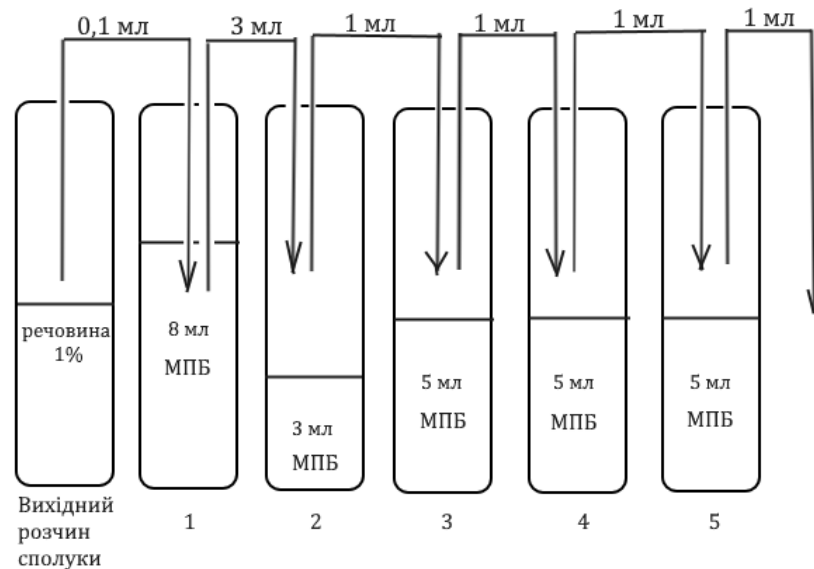 0,1 мл
3 мл
1 мл
1 мл
1 мл
1 мл
речовина
1%
8 мл
МПБ
3 мл
МПБ
5 мл
МПБ
5 мл
МПБ
5 мл
МПБ
Вихідний
розчин
сполуки
1
2
3
4
5